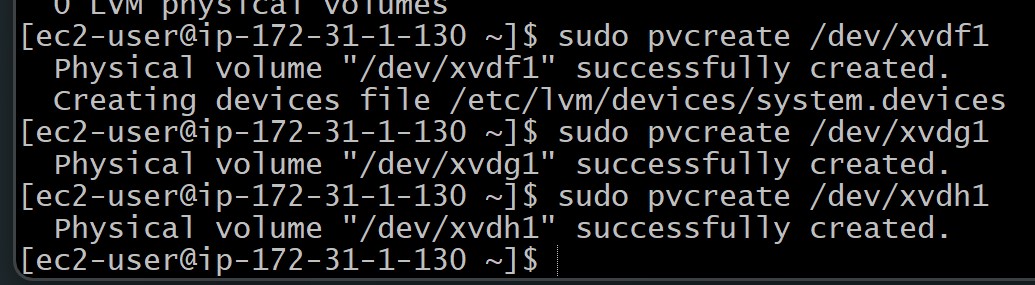 0 LVM physical volumes
[ec2-user@ip-172-31-1-130 ~]$ sudo pvcreate /dev/xvdf1
  Physical volume "/dev/xvdf1" successfully created.
  Creating devices file /etc/lvm/devices/system.devices
[ec2-user@ip-172-31-1-130 ~]$ sudo pvcreate /dev/xvdg1
  Physical volume "/dev/xvdg1" successfully created.
[ec2-user@ip-172-31-1-130 ~]$ sudo pvcreate /dev/xvdh1
  Physical volume "/dev/xvdh1" successfully created.
[ec2-user@ip-172-31-1-130 ~]$